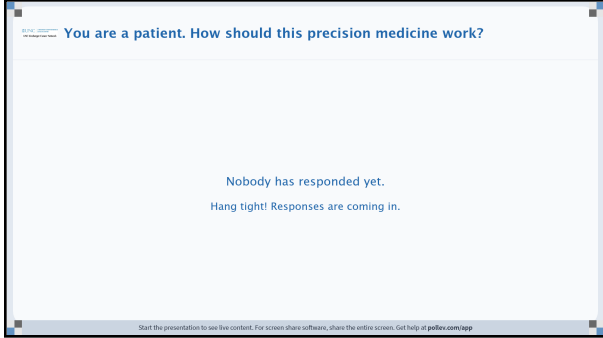 You are a patient. How should this precision medicine work?
Nobody has responded yet.
Hang tight! Responses are coming in.
Start the presentation to see live content. For screen share software, share the entire screen. Get help at pollev.com/app